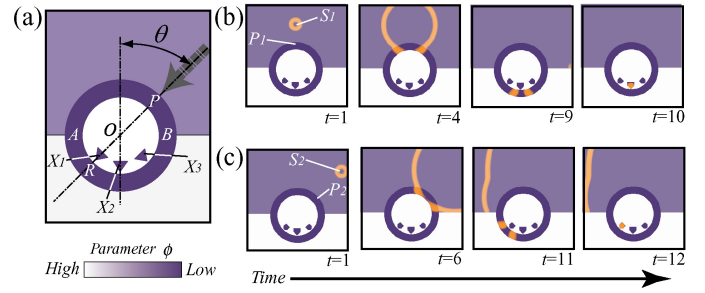 (a)
θ
P
O
A
B
X1
R
X2
X3
Parameter ϕ
High
Low
(b)
S1
P1
t=1
t=4
t=9
t=10
(c)
S2
P2
t=1
t=6
t=11
t=12
Time